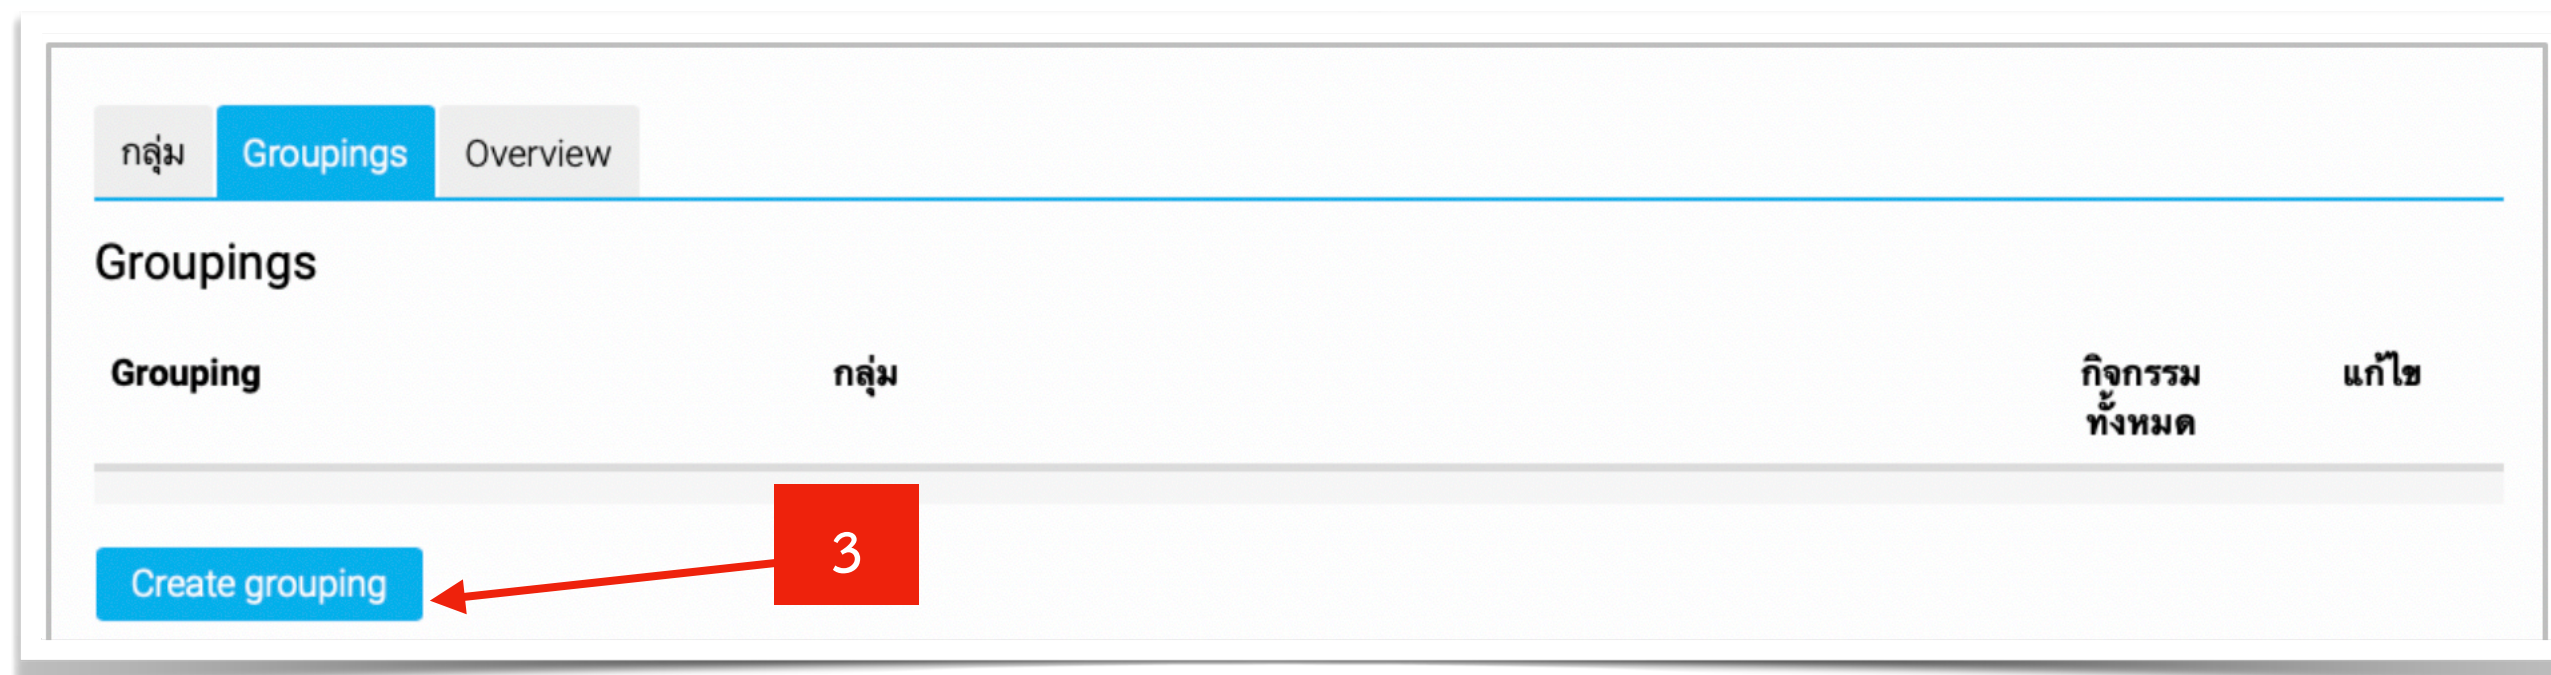 กลุ่ม Groupings Overview
Groupings
Grouping กลุ่ม กิจกรรม แก้ไข
ทั้งหมด
3
Create grouping